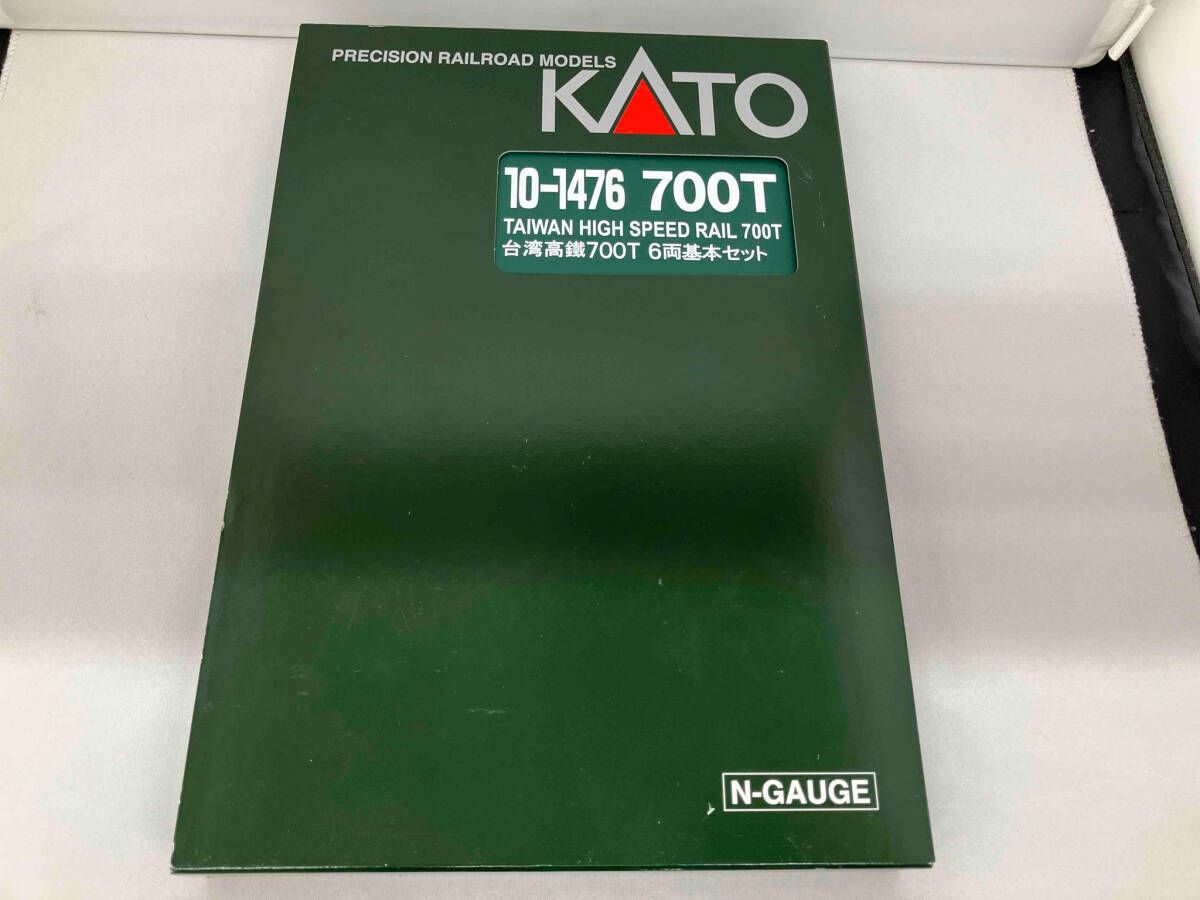 PRECISION RAILROAD MODELS
KATO
10-1476 700T
TAIWAN HIGH SPEED RAIL 700T
台湾高鐵700T 6両基本セット
N-GAUGE